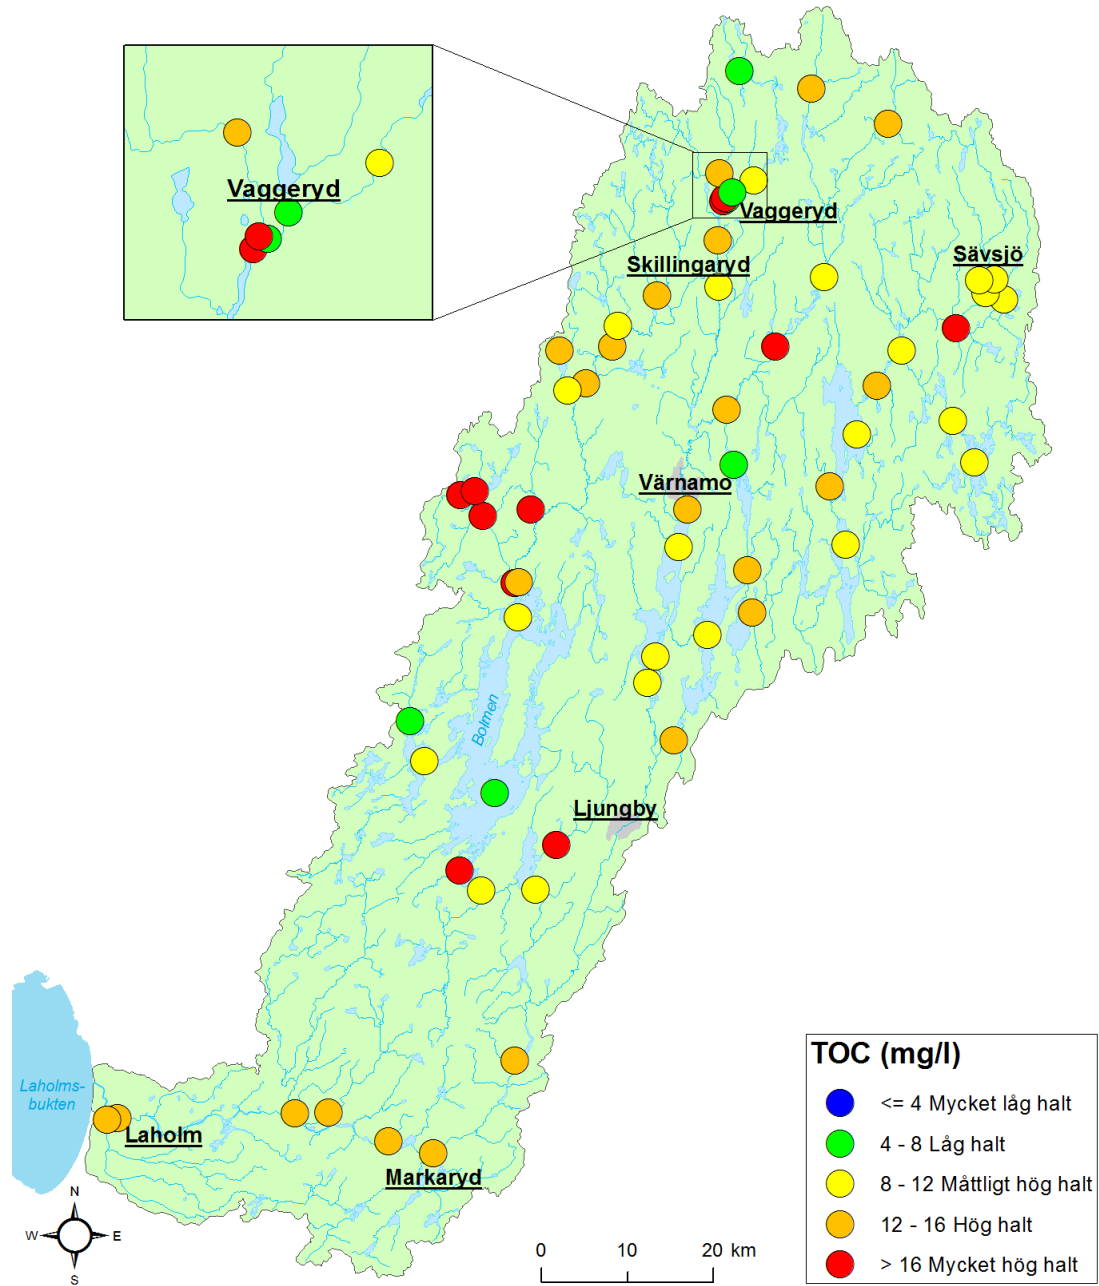 Vaggeryd
Vaggeryd
Sävsjö
Skillingaryd
Värnamo
Bolmen
Ljungby
Laholms-
bukten
Laholm
Markaryd
N
W
E
S
0
10
20 km
TOC (mg/l)
<= 4 Mycket låg halt
4 - 8 Låg halt
8 - 12 Måttligt hög halt
12 - 16 Hög halt
> 16 Mycket hög halt